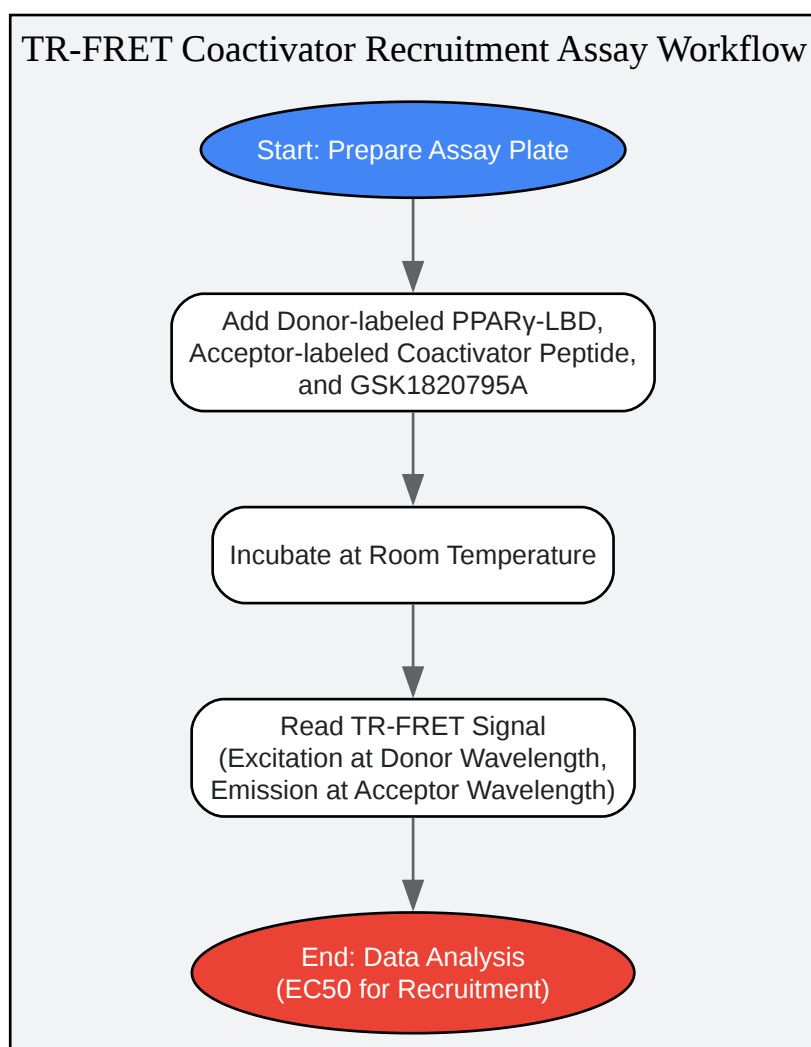 TR-FRET Coactivator Recruitment Assay Workflow
Start: Prepare Assay Plate
Add Donor-labeled PPARγ-LBD,
Acceptor-labeled Coactivator Peptide,
and GSK1820795A
Incubate at Room Temperature
Read TR-FRET Signal
(Excitation at Donor Wavelength,
Emission at Acceptor Wavelength)
End: Data Analysis
(EC50 for Recruitment)